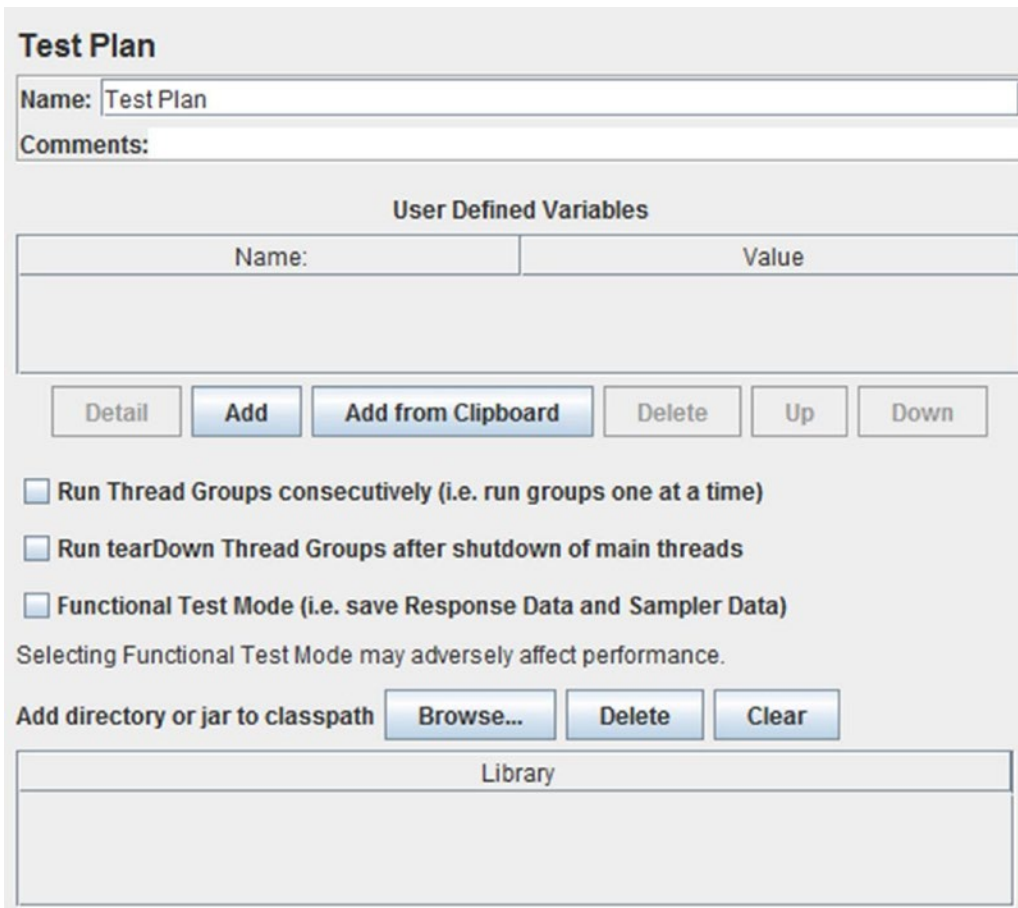 Test Plan
Name: Test Plan
Comments:
User Defined Variables
Name: Value
Detail Add Add from Clipboard Delete Up Down
Run Thread Groups consecutively (i.e. run groups one at a time)
Run tearDown Thread Groups after shutdown of main threads
Functional Test Mode (i.e. save Response Data and Sampler Data)
Selecting Functional Test Mode may adversely affect performance.
Add directory or jar to classpath Browse... Delete Clear
Library